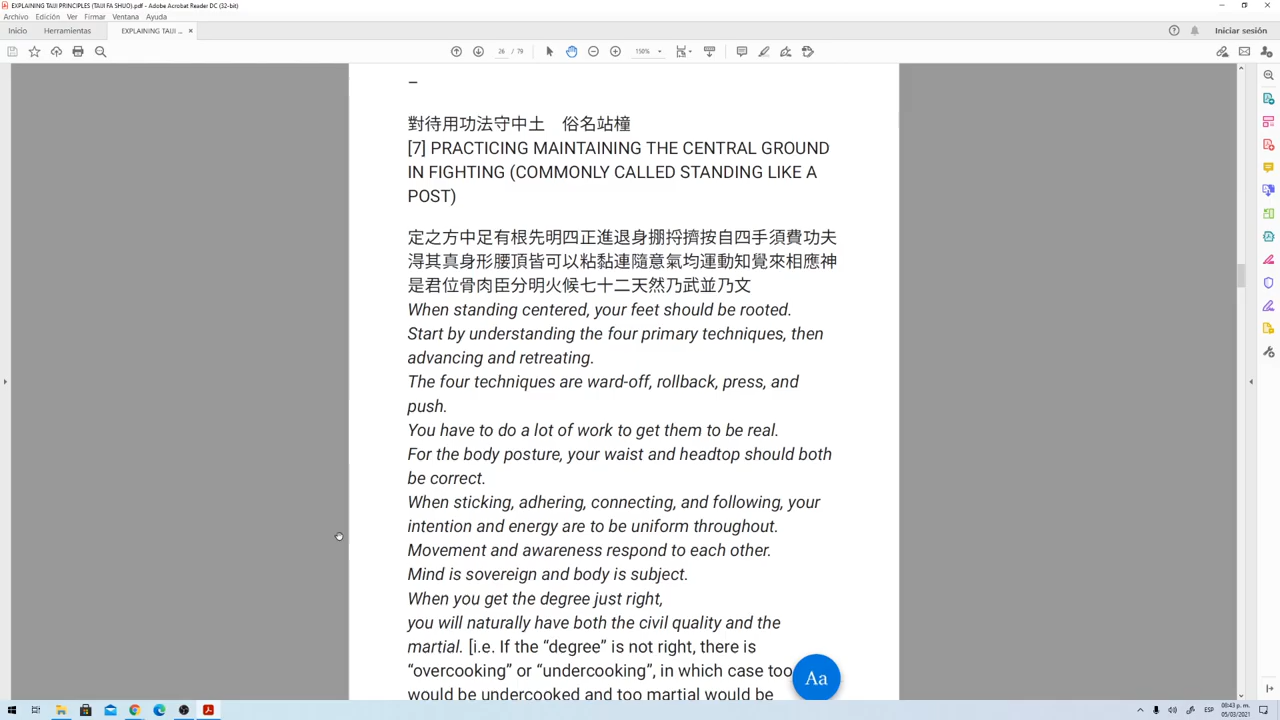 EXPLAINING TAIJI PRINCIPLES (TAIJI FA SHUO).pdf - Adobe Acrobat Reader DC (32-bit)
Archivo Edición Ver Firmar Ventana Ayuda
Inicio Herramientas EXPLAINING TAIJI ... × Iniciar sesión
26 / 79 150%
–
對待用功法守中土 俗名站橦
[7] PRACTICING MAINTAINING THE CENTRAL GROUND
IN FIGHTING (COMMONLY CALLED STANDING LIKE A
POST)
定之方中足有根先明四正進退身掤捋擠按自四手須費功夫
淂其真身形腰頂皆可以粘黏連隨意氣均運動知覺來相應神
是君位骨肉臣分明火候七十二天然乃武並乃文
When standing centered, your feet should be rooted.
Start by understanding the four primary techniques, then
advancing and retreating.
The four techniques are ward-off, rollback, press, and
push.
You have to do a lot of work to get them to be real.
For the body posture, your waist and headtop should both
be correct.
When sticking, adhering, connecting, and following, your
intention and energy are to be uniform throughout.
Movement and awareness respond to each other.
Mind is sovereign and body is subject.
When you get the degree just right,
you will naturally have both the civil quality and the
martial. [i.e. If the “degree” is not right, there is
“overcooking” or “undercooking”, in which case too
would be undercooked and too martial would be
Aa
ESP
00:43 p. m.
05/03/2021